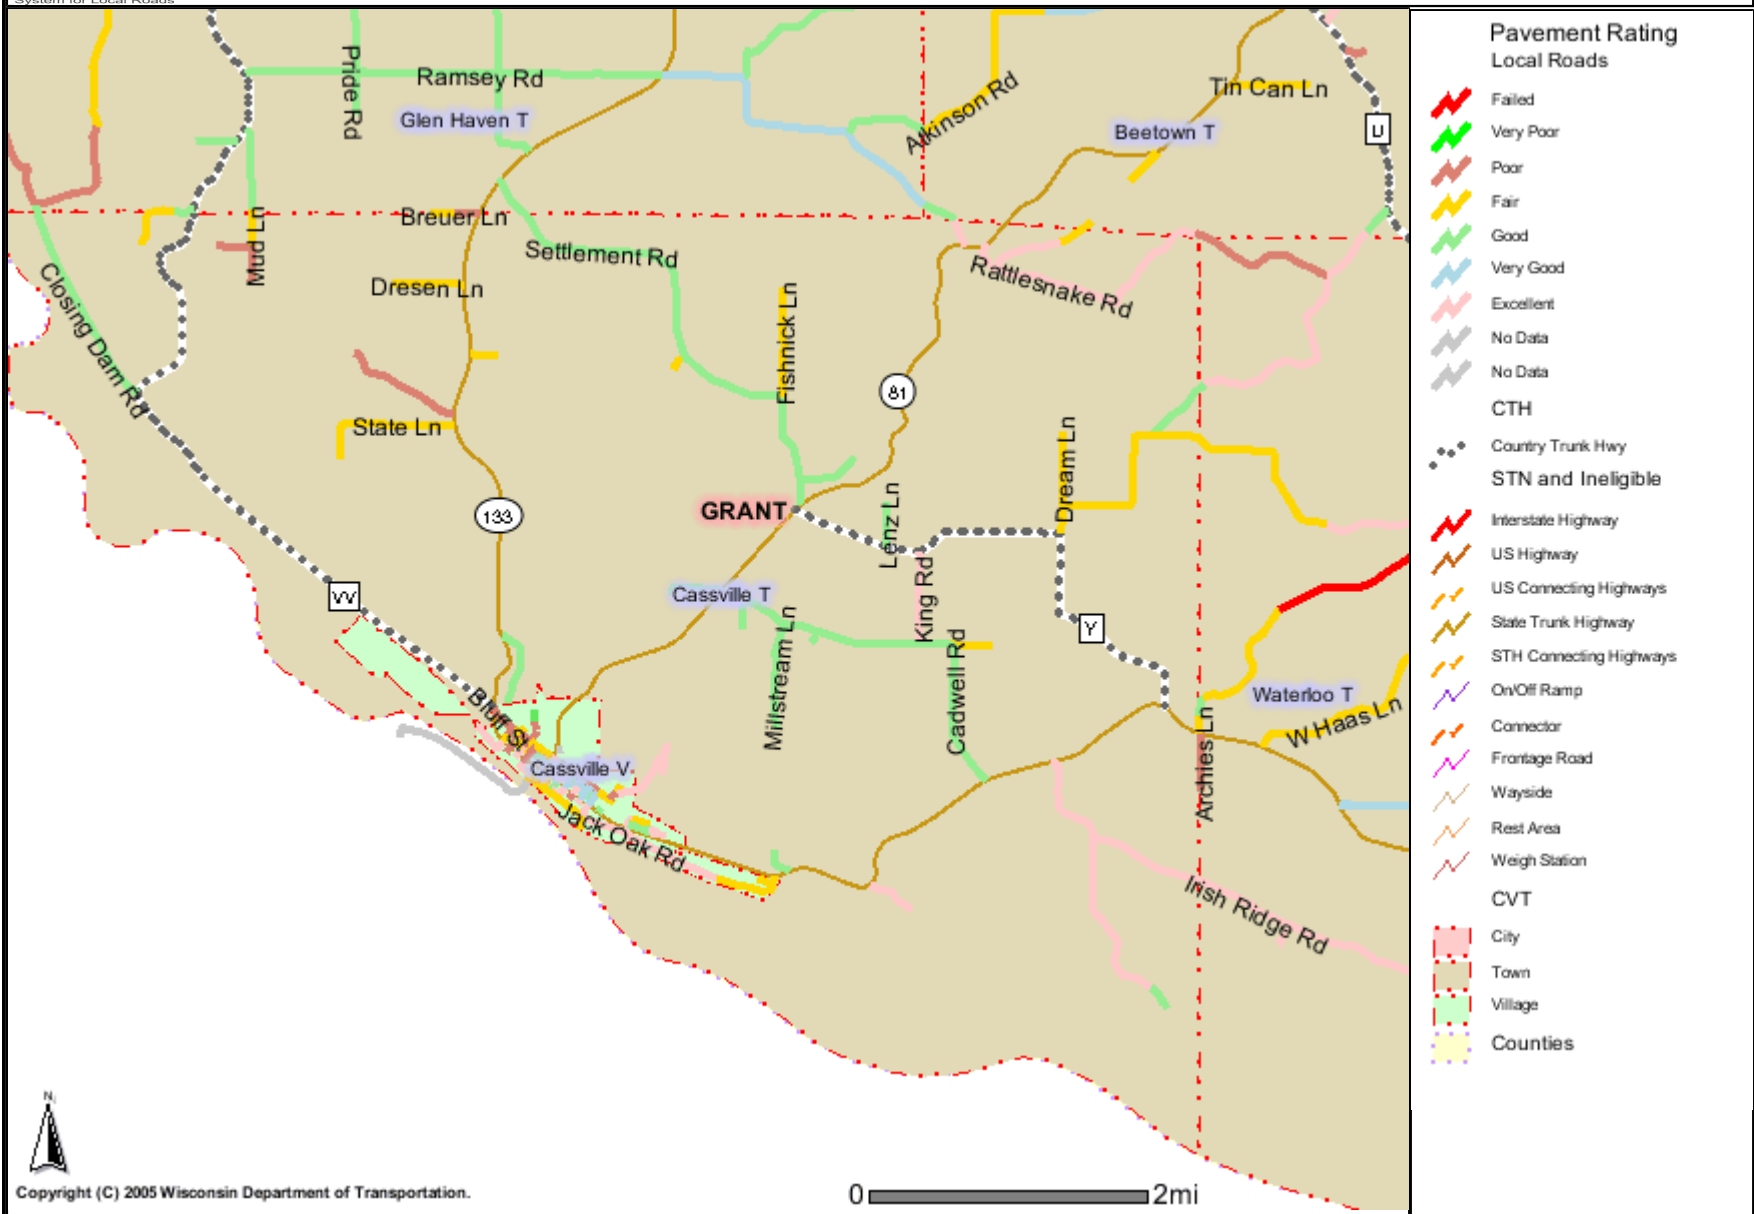 System for Local Roads
Pride Rd
Ramsey Rd
Glen Haven T
Atkinson Rd
Tin Can Ln
Beetown T
U
Breuer Ln
Mud Ln
Settlement Rd
Closing Dam Rd
Dresen Ln
Rattlesnake Rd
Fishnick Ln
81
State Ln
Dream Ln
133
GRANT
Lenz Ln
VV
Cassville T
King Rd
Y
Millstream Ln
Cadwell Rd
Bluff St
Waterloo T
W Haas Ln
Archies Ln
Cassville V
Jack Oak Rd
Irish Ridge Rd
N
Copyright (C) 2005 Wisconsin Department of Transportation.
0 2mi
Pavement Rating
Local Roads
Failed
Very Poor
Poor
Fair
Good
Very Good
Excellent
No Data
No Data
CTH
Country Trunk Hwy
STN and Ineligible
Interstate Highway
US Highway
US Connecting Highways
State Trunk Highway
STH Connecting Highways
On/Off Ramp
Connector
Frontage Road
Wayside
Rest Area
Weigh Station
CVT
City
Town
Village
Counties